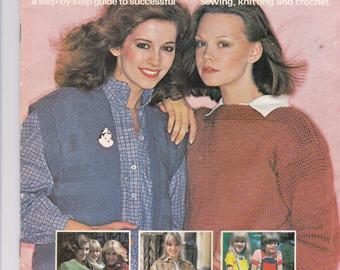 a step-by-step guide to successful
sewing, knitting and crochet